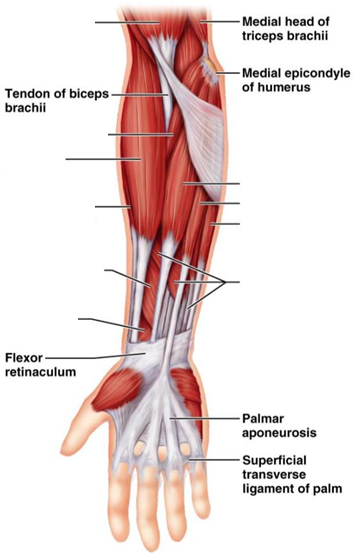 Medial head of
triceps brachii
Medial epicondyle
of humerus
Tendon of biceps
brachii
Flexor
retinaculum
Palmar
aponeurosis
Superficial
transverse
ligament of palm